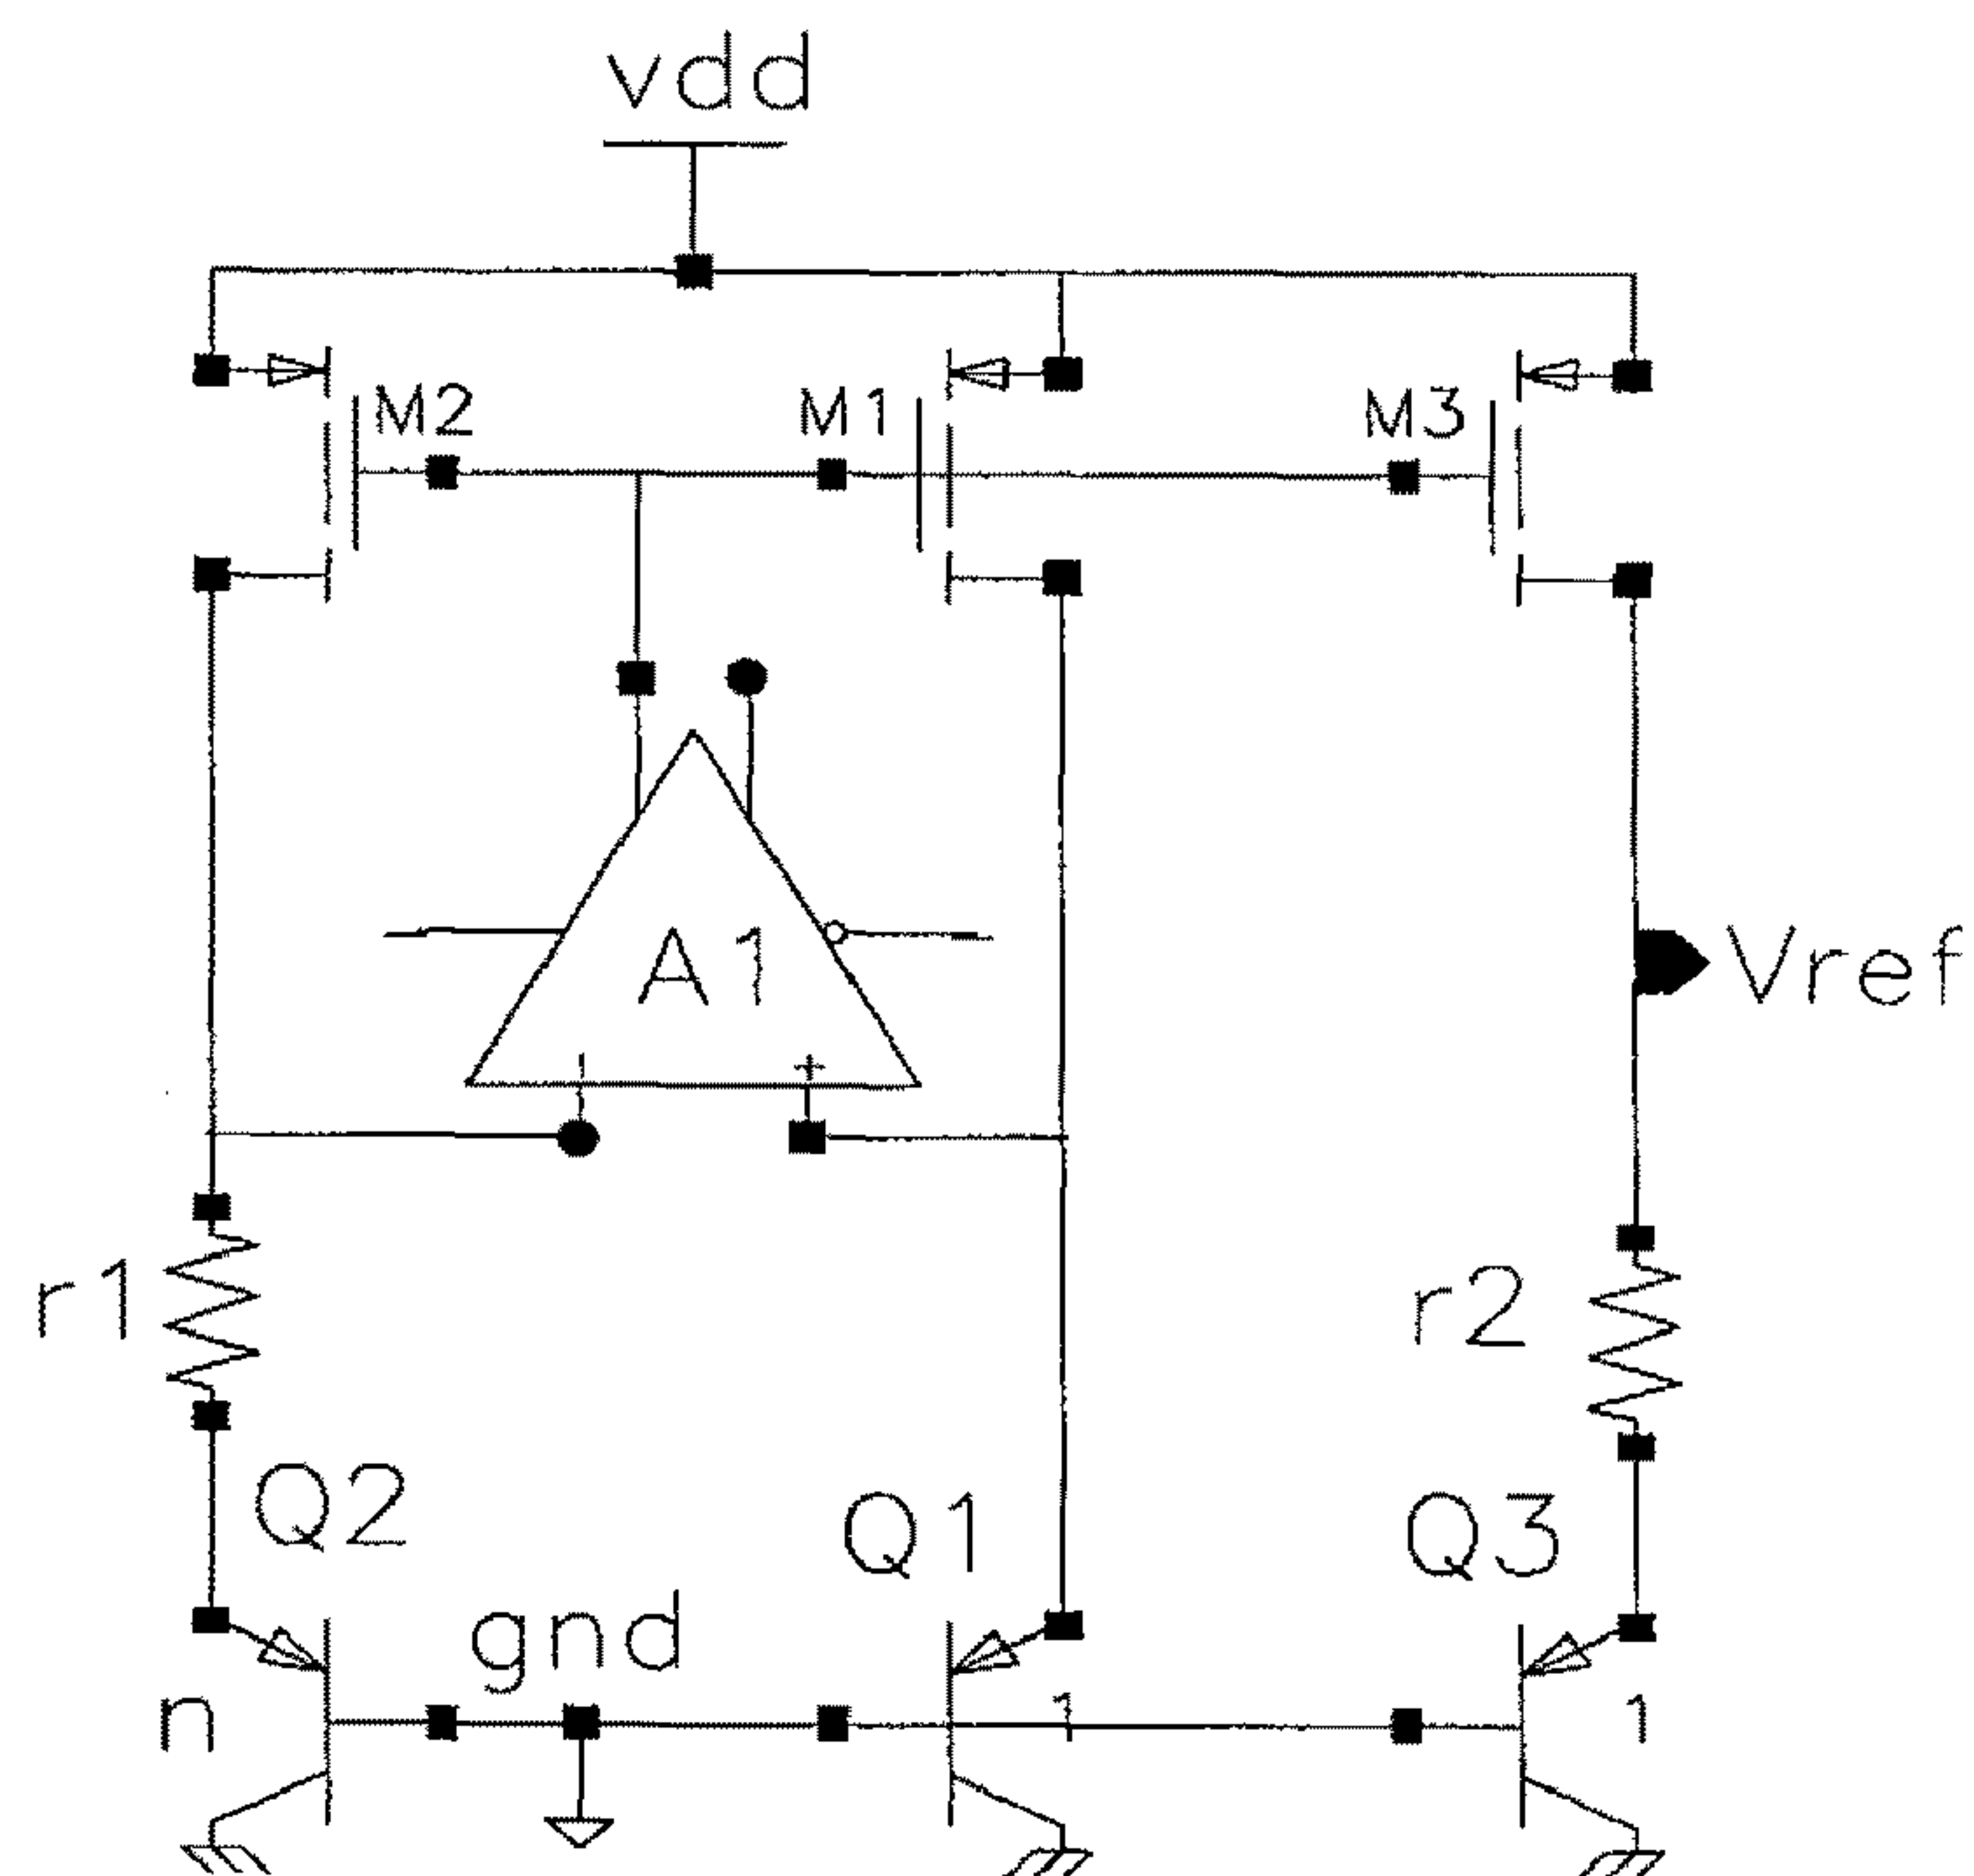 vdd
M2
M1
M3
A1
- +
Vref
r1
r2
Q2
Q1
Q3
gnd
n
1
1